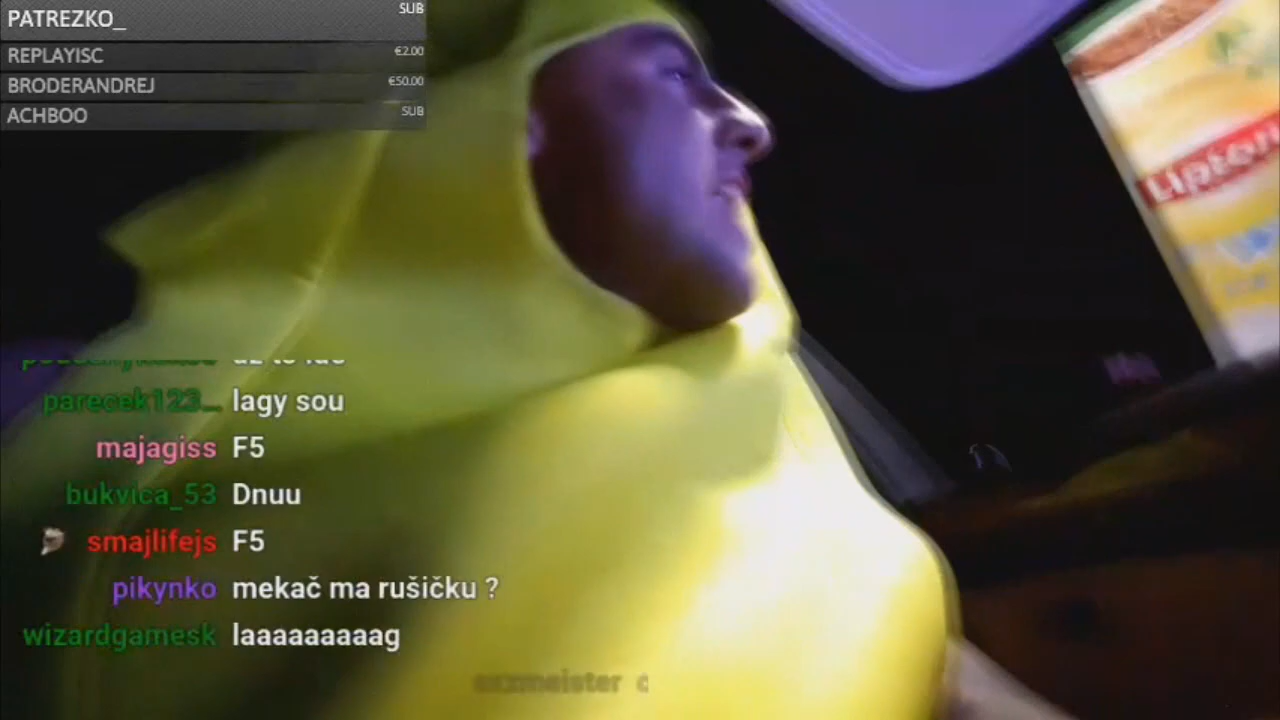 PATREZKO_ SUB
REPLAYISC €2.00
BRODERANDREJ €50.00
ACHBOO SUB
Lipton
parecek123... lagy sou
majagiss F5
bukvica_53 Dnuu
smajlifejs F5
pikynko mekač ma rušičku ?
wizardgamesk laaaaaaaaag